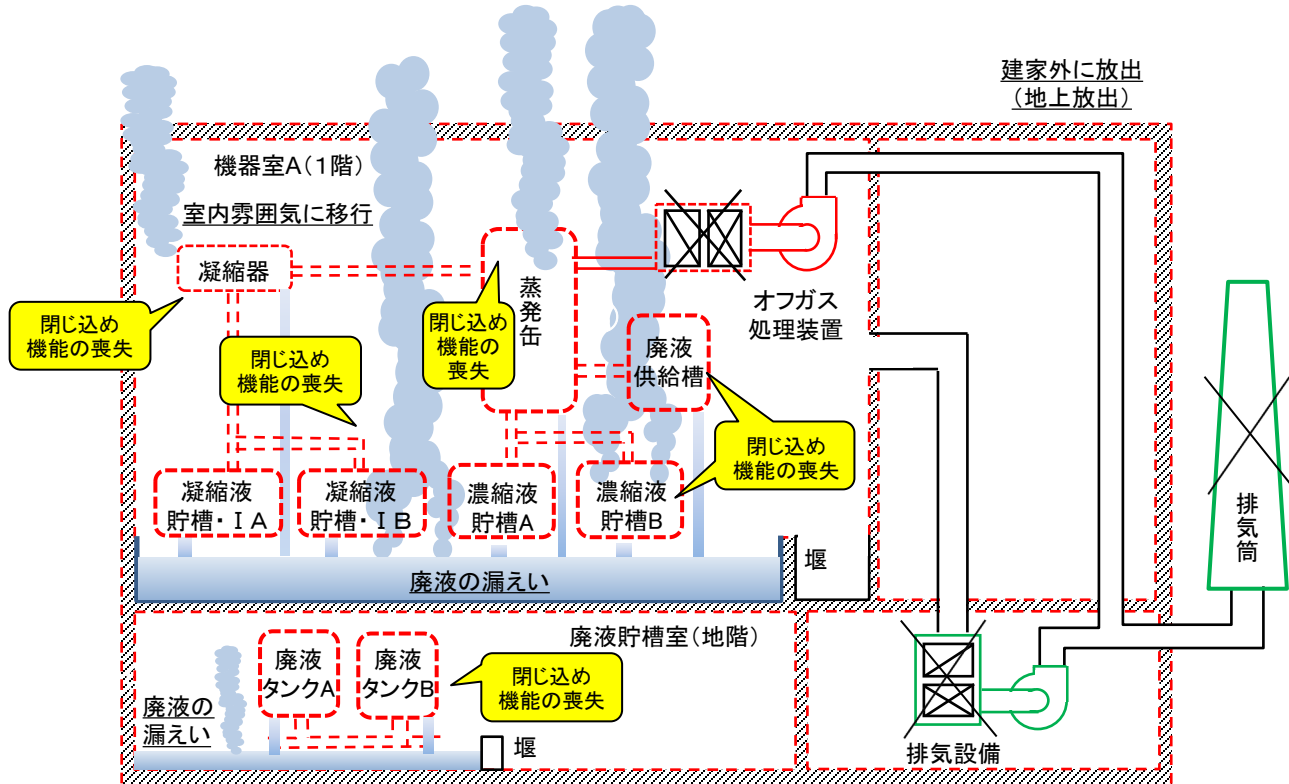 建家外に放出
（地上放出）
機器室A（１階）
室内雰囲気に移行
凝縮器
閉じ込め
機能の喪失
閉じ込め
機能の喪失
閉じ込め
機能の
喪失
蒸発缶
オフガス
処理装置
廃液
供給槽
閉じ込め
機能の喪失
凝縮液
貯槽・ＩＡ
凝縮液
貯槽・ＩＢ
濃縮液
貯槽A
濃縮液
貯槽B
廃液の漏えい
堰
排気筒
廃液貯槽室（地階）
廃液
タンクA
廃液
タンクB
閉じ込め
機能の喪失
廃液の
漏えい
堰
排気設備